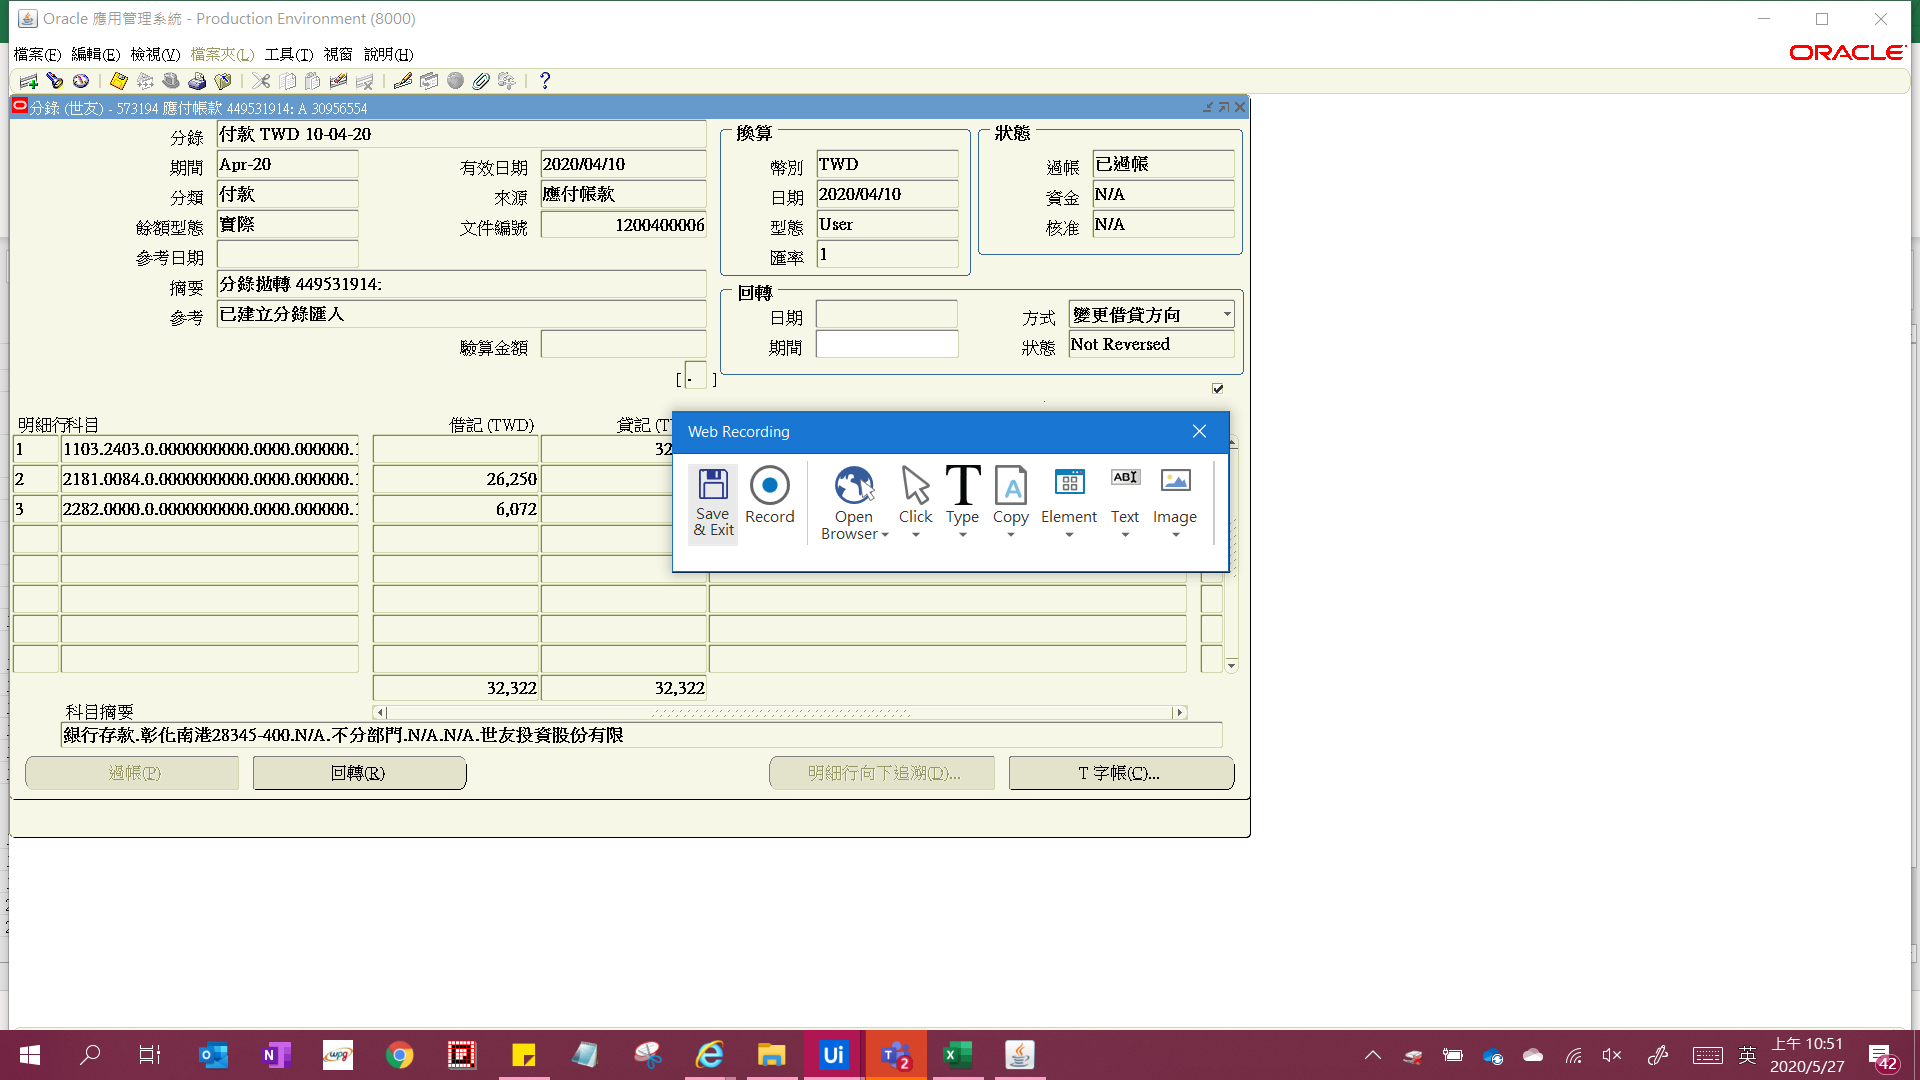 Oracle 應用管理系統 - Production Environment (8000)
檔案(F) 編輯(E) 檢視(V) 檔案夾(L) 工具(T) 視窗 說明(H)
ORACLE
分錄 (世友) - 573194 應付帳款 449531914: A 30956554
分錄 付款 TWD 10-04-20
期間 Apr-20 有效日期 2020/04/10
分類 付款 來源 應付帳款
餘額型態 實際 文件編號 1200400006
參考日期
摘要 分錄拋轉 449531914:
參考 已建立分錄匯入
驗算金額
[ . ]
換算
幣別 TWD
日期 2020/04/10
型態 User
匯率 1
狀態
過帳 已過帳
資金 N/A
核准 N/A
回轉
日期 方式 變更借貸方向
期間 狀態 Not Reversed
明細行科目 借記 (TWD) 貸記 (T
1 1103.2403.0.0000000000.0000.000000. 32
2 2181.0084.0.0000000000.0000.000000. 26,250
3 2282.0000.0.0000000000.0000.000000. 6,072
32,322 32,322
Web Recording
Save & Exit
Record
Open Browser
Click
Type
Copy
Element
Text
Image
科目摘要
銀行存款.彰化南港28345-400.N/A.不分部門.N/A.N/A.世友投資股份有限
過帳(P) 回轉(R) 明細行向下追溯(D)... T 字帳(C)...
英
上午 10:51
2020/5/27
42